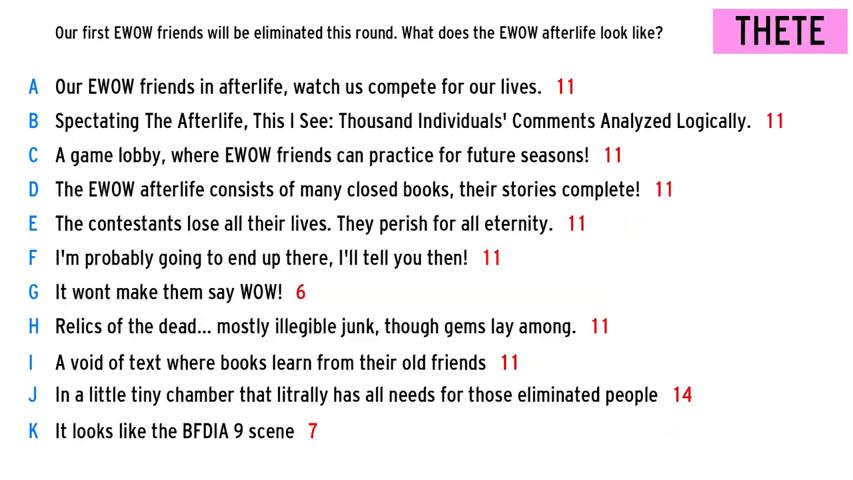 Our first EWOW friends will be eliminated this round. What does the EWOW afterlife look like?
THETE
A Our EWOW friends in afterlife, watch us compete for our lives. 11
B Spectating The Afterlife, This I See: Thousand Individuals' Comments Analyzed Logically. 11
C A game lobby, where EWOW friends can practice for future seasons! 11
D The EWOW afterlife consists of many closed books, their stories complete! 11
E The contestants lose all their lives. They perish for all eternity. 11
F I'm probably going to end up there, I'll tell you then! 11
G It wont make them say WOW! 6
H Relics of the dead... mostly illegible junk, though gems lay among. 11
I A void of text where books learn from their old friends 11
J In a little tiny chamber that litrally has all needs for those eliminated people 14
K It looks like the BFDIA 9 scene 7